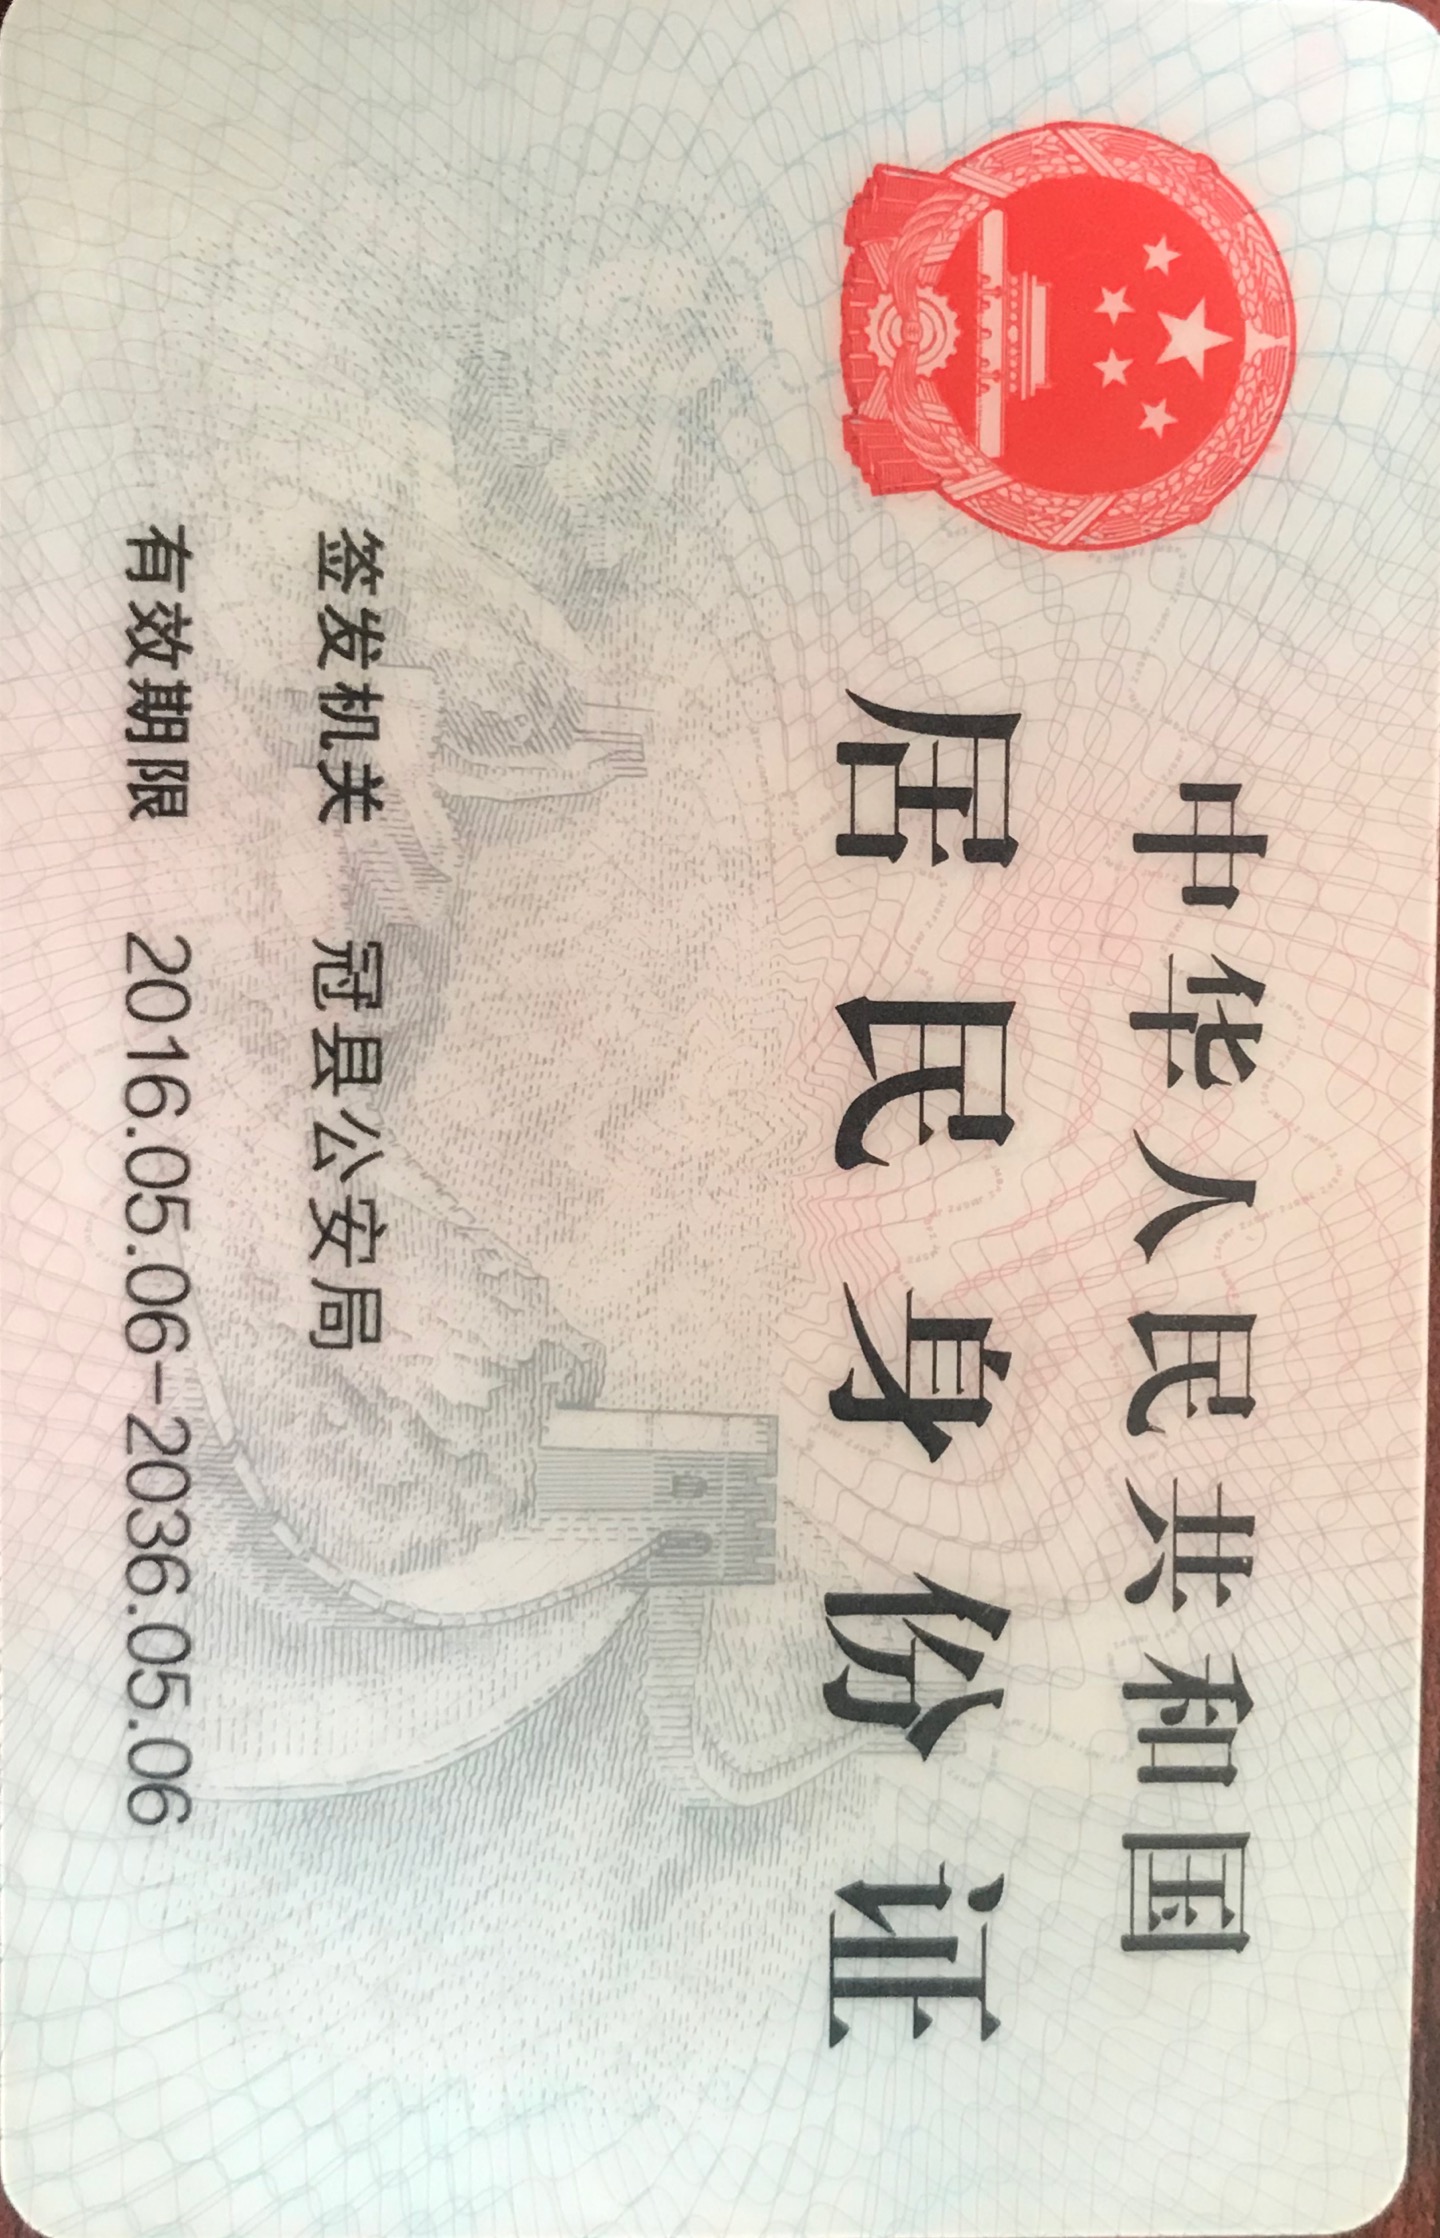 中华人民共和国
居民身份证
签发机关 冠县公安局
有效期限 2016.05.06-2036.05.06